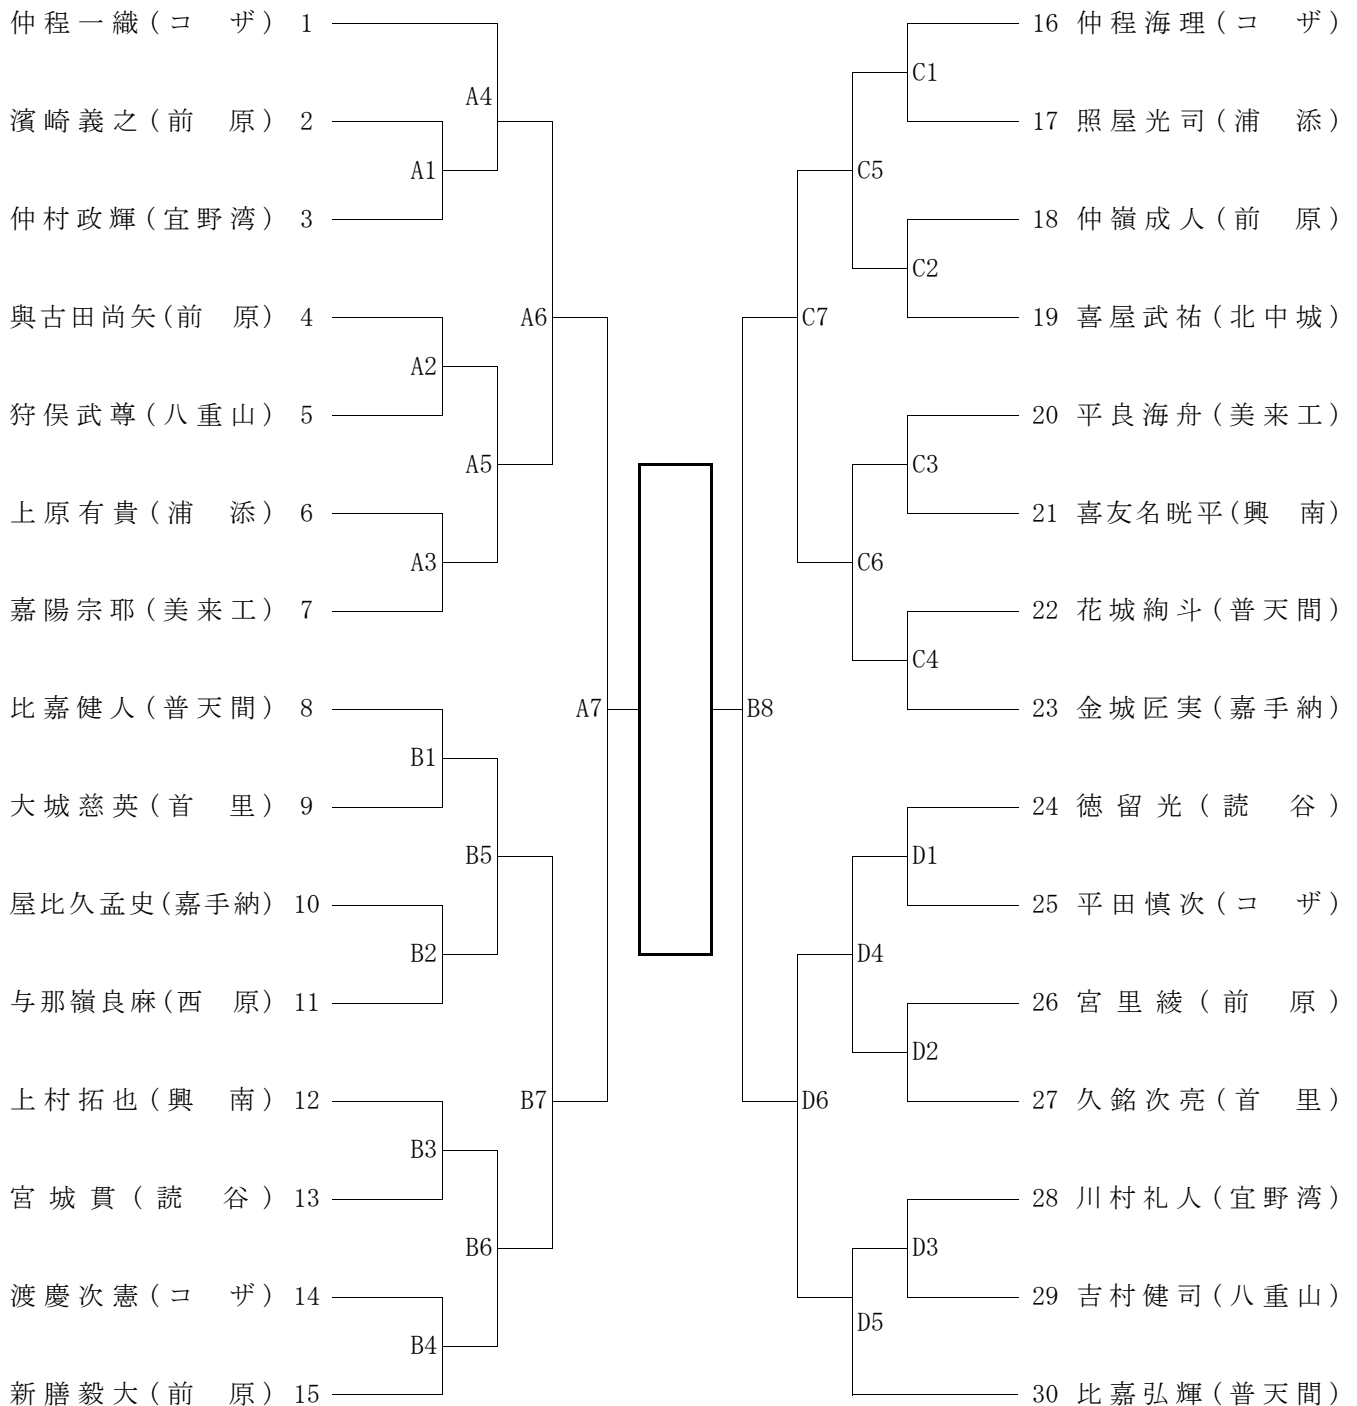 仲程一織(コ　ザ) 1
A4
濱崎義之(前　原) 2
A1
仲村政輝(宜野湾) 3
與古田尚矢(前　原) 4
A6
A2
狩俣武尊(八重山) 5
A5
上原有貴(浦　添) 6
A3
嘉陽宗耶(美来工) 7
比嘉健人(普天間) 8
A7
B1
大城慈英(首　里) 9
B5
屋比久孟史(嘉手納) 10
B2
与那嶺良麻(西　原) 11
上村拓也(興　南) 12
B7
B3
宮城貫(読　谷) 13
B6
渡慶次憲(コ　ザ) 14
B4
新膳毅大(前　原) 15
16 仲程海理(コ　ザ)
C1
17 照屋光司(浦　添)
C5
18 仲嶺成人(前　原)
C2
19 喜屋武祐(北中城)
C7
20 平良海舟(美来工)
C3
21 喜友名晄平(興　南)
C6
22 花城絢斗(普天間)
C4
23 金城匠実(嘉手納)
B8
24 徳留光(読　谷)
D1
25 平田慎次(コ　ザ)
D4
26 宮里綾(前　原)
D2
27 久銘次亮(首　里)
D6
28 川村礼人(宜野湾)
D3
29 吉村健司(八重山)
D5
30 比嘉弘輝(普天間)